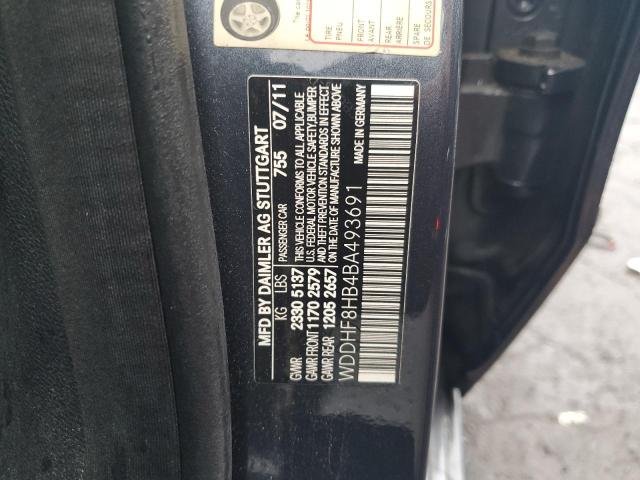 The car
TIRE
PNEU
FRONT
AVANT
REAR
ARRIÈRE
SPARE
DE SECOURS
MFD BY DAIMLER AG STUTTGART
KG LBS PASSENGER CAR 755 07/11
GVWR 2330 5137 THIS VEHICLE CONFORMS TO ALL APPLICABLE
GAWR FRONT 1170 2579 U.S. FEDERAL MOTOR VEHICLE SAFETY, BUMPER
GAWR REAR 1205 2657 AND THEFT PREVENTION STANDARDS IN EFFECT
ON THE DATE OF MANUFACTURE SHOWN ABOVE
WDDHF8HB4BA493691 MADE IN GERMANY